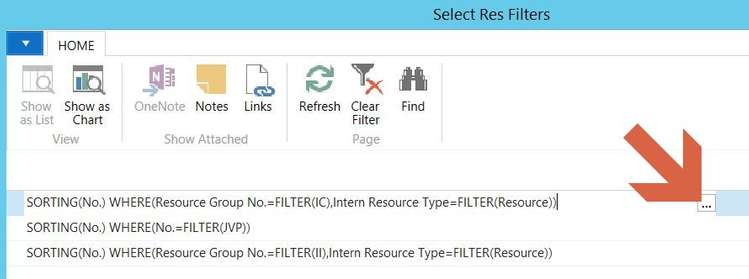 Select Res Filters
HOME
Show as List
Show as Chart
OneNote
Notes
Links
Refresh
Clear Filter
Find
View
Show Attached
Page
SORTING(No.) WHERE(Resource Group No.=FILTER(IC),Intern Resource Type=FILTER(Resource))
...
SORTING(No.) WHERE(No.=FILTER(JVP))
SORTING(No.) WHERE(Resource Group No.=FILTER(II),Intern Resource Type=FILTER(Resource))